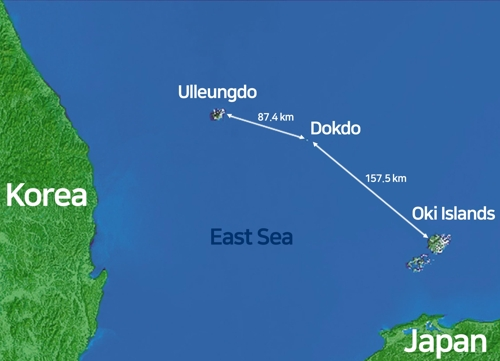 Ulleungdo
87.4 km
Dokdo
157.5 km
Korea
Oki Islands
East Sea
Japan